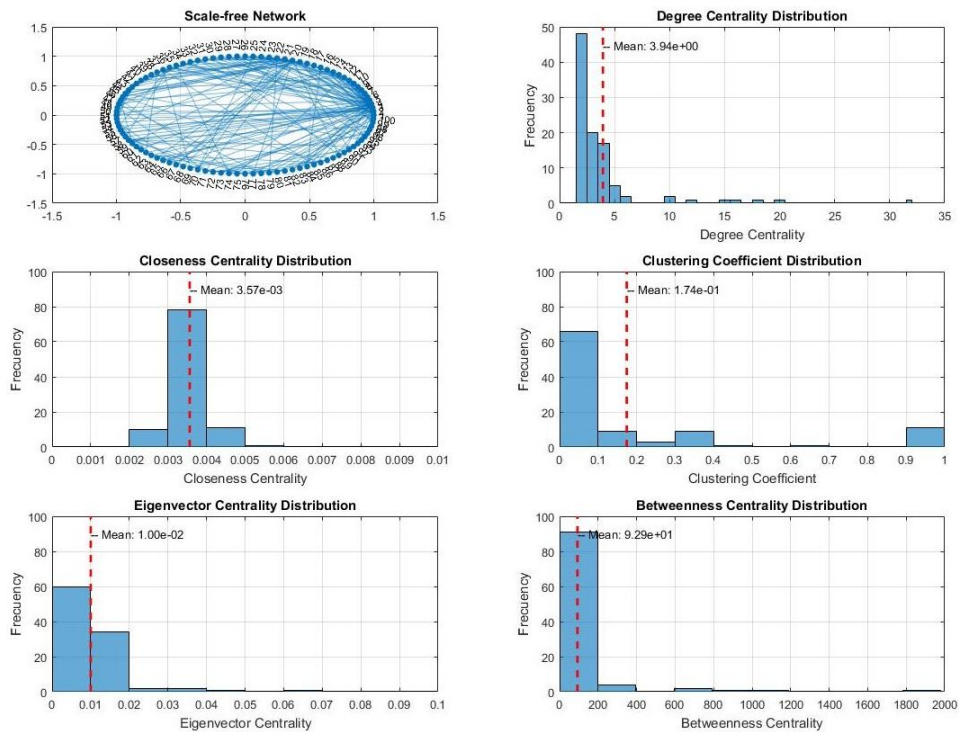 Scale-free Network
1.5
1
0.5
0
-0.5
-1
-1.5
-1.5 -1 -0.5 0 0.5 1 1.5
Degree Centrality Distribution
Mean: 3.94e+00
Frecuency
50
40
30
20
10
0
0 5 10 15 20 25 30 35
Degree Centrality
Closeness Centrality Distribution
Mean: 3.57e-03
Frecuency
100
80
60
40
20
0
0 0.001 0.002 0.003 0.004 0.005 0.006 0.007 0.008 0.009 0.01
Closeness Centrality
Clustering Coefficient Distribution
Mean: 1.74e-01
Frecuency
100
80
60
40
20
0
0 0.1 0.2 0.3 0.4 0.5 0.6 0.7 0.8 0.9 1
Clustering Coefficient
Eigenvector Centrality Distribution
Mean: 1.00e-02
Frecuency
100
80
60
40
20
0
0 0.01 0.02 0.03 0.04 0.05 0.06 0.07 0.08 0.09 0.1
Eigenvector Centrality
Betweenness Centrality Distribution
Mean: 9.29e+01
Frecuency
100
80
60
40
20
0
0 200 400 600 800 1000 1200 1400 1600 1800 2000
Betweenness Centrality